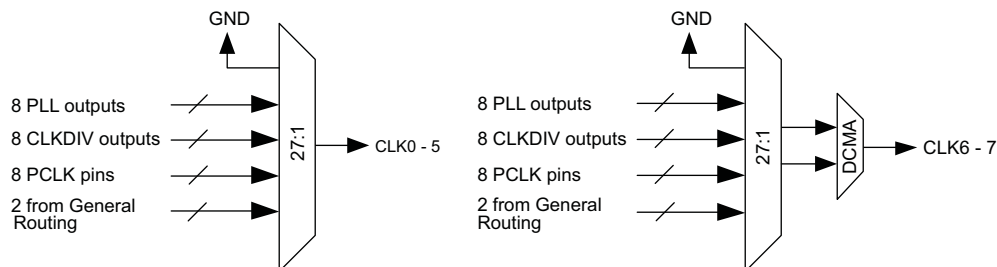 GND
8 PLL outputs
8 CLKDIV outputs
8 PCLK pins
2 from General
Routing
27:1
CLK0 - 5
GND
8 PLL outputs
8 CLKDIV outputs
8 PCLK pins
2 from General
Routing
27:1
DCMA
CLK6 - 7